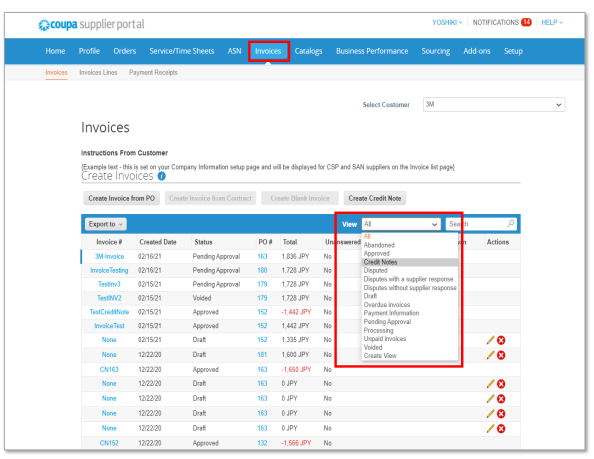 coupa supplier portal
YOSHIKI NOTIFICATIONS 14 HELP
Home Profile Orders Service/Time Sheets ASN Invoices Catalogs Business Performance Sourcing Add-ons Setup
Invoices Invoices Lines Payment Receipts
Select Customer 3M
Invoices
Instructions From Customer
(Example text - this is set on your Company Information setup page and will be displayed for CSP and SAN suppliers on the Invoice list page)
Create Invoices
Create Invoice from PO Create Invoice from Contract Create Blank Invoice Create Credit Note
Export to View All Search
Invoice # Created Date Status PO # Total Unanswered Actions
3M-Invoice 02/16/21 Pending Approval 163 1,836 JPY No
InvoiceTesting 02/16/21 Pending Approval 180 1,728 JPY No
TestInv3 02/15/21 Pending Approval 179 1,728 JPY No
TestINV2 02/15/21 Voided 179 1,728 JPY No
TestCreditNote 02/15/21 Approved 152 -1,442 JPY No
InvoiceTest 02/15/21 Approved 152 1,442 JPY No
None 02/15/21 Draft 152 1,335 JPY No
None 12/22/20 Draft 181 1,600 JPY No
CN163 12/22/20 Approved 163 -1,650 JPY No
None 12/22/20 Draft 163 0 JPY No
None 12/22/20 Draft 163 0 JPY No
None 12/22/20 Draft 163 0 JPY No
None 12/22/20 Draft 163 0 JPY No
CN152 12/22/20 Approved 132 -1,566 JPY No
All
Abandoned
Approved
Credit Notes
Disputed
Disputes with a supplier response
Disputes without supplier response
Draft
Overdue invoices
Payment Information
Pending Approval
Processing
Unpaid invoices
Voided
Create View